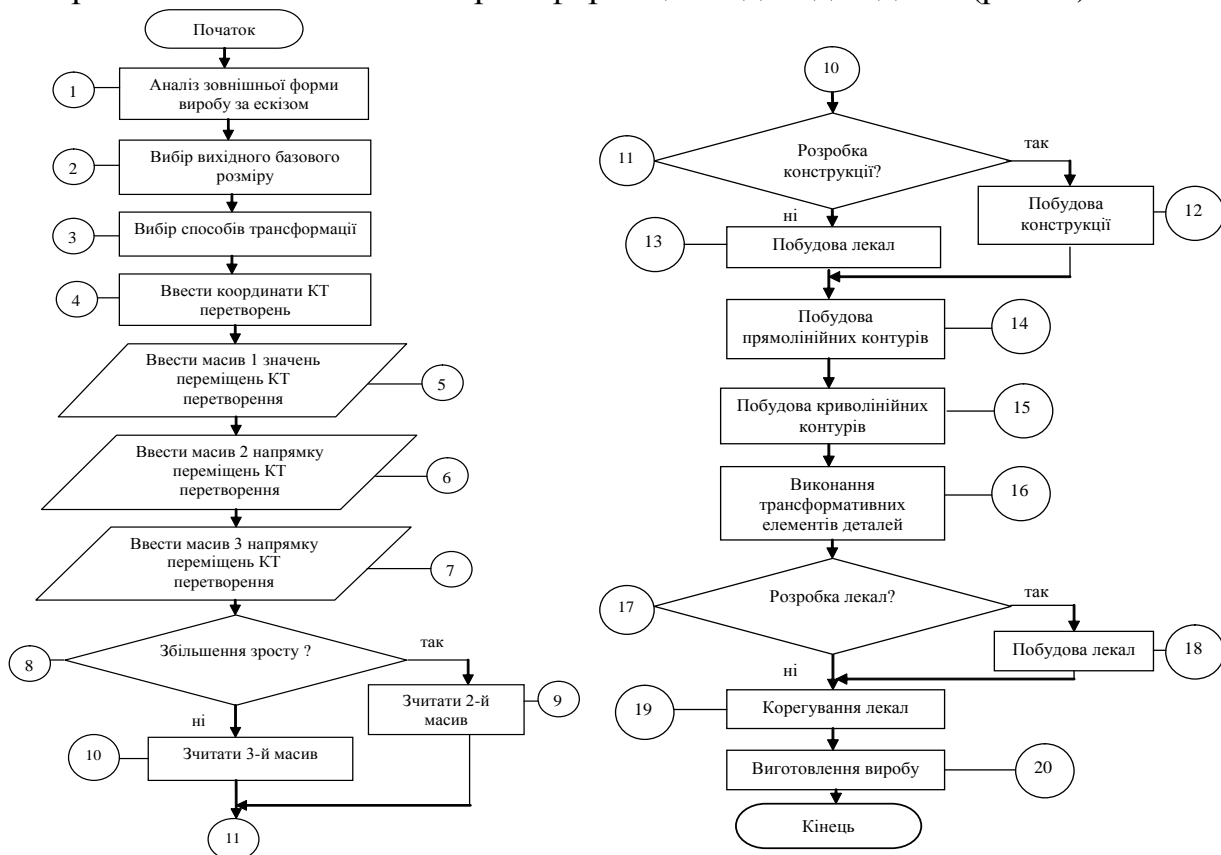 Початок
1
Аналіз зовнішньої форми
виробу за ескізом
2
Вибір вихідного базового
розміру
3
Вибір способів трансформації
4
Ввести координати КТ
перетворень
Ввести масив 1 значень
переміщень КТ
перетворення
5
Ввести масив 2 напрямку
переміщень КТ
перетворення
6
Ввести масив 3 напрямку
переміщень КТ
перетворення
7
8
Збільшення зросту ?
так
ні
Зчитати 2-й
масив
9
10
Зчитати 3-й масив
11
10
11
Розробка
конструкції?
так
ні
Побудова
конструкції
12
13
Побудова лекал
Побудова
прямолінійних контурів
14
Побудова криволінійних
контурів
15
Виконання
трансформативних
елементів деталей
16
17
Розробка лекал?
так
ні
Побудова лекал
18
19
Корегування лекал
Виготовлення виробу
20
Кінець